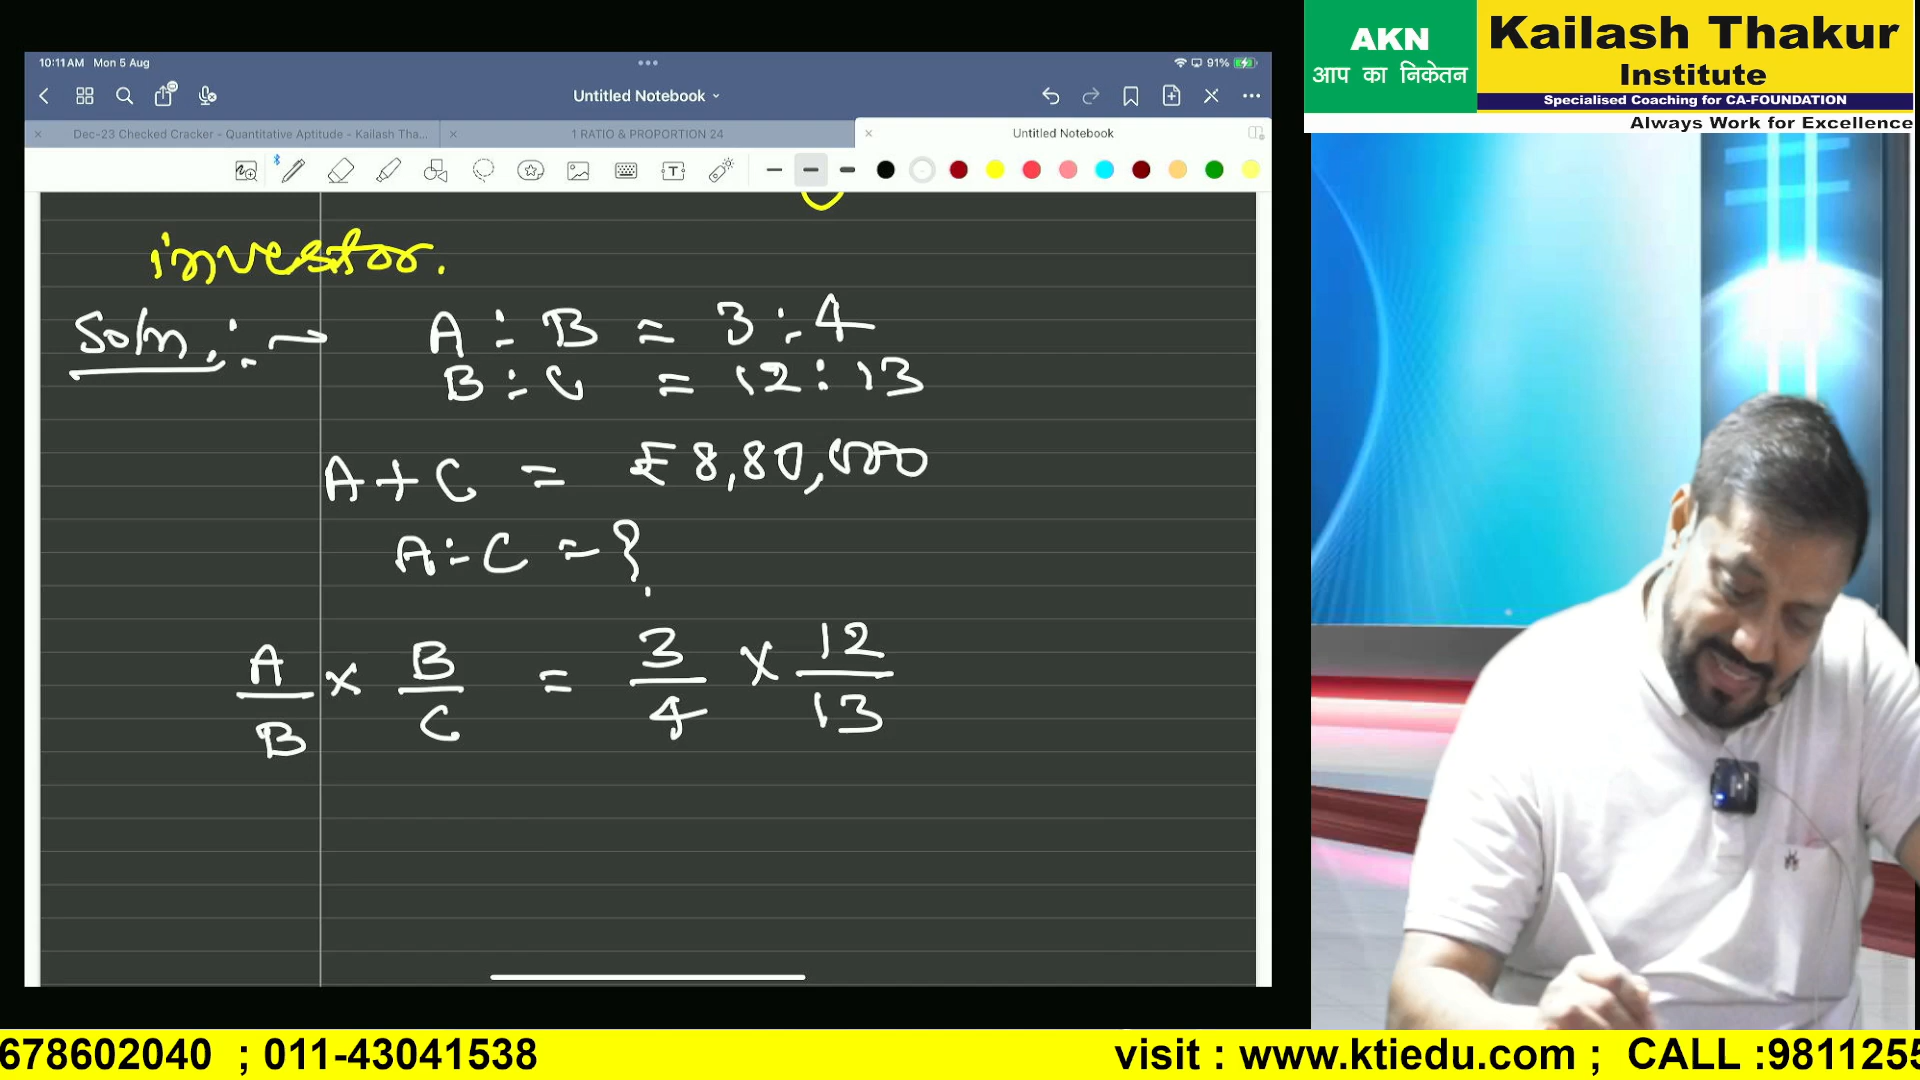 10:11AM Mon 5 Aug
91%
Untitled Notebook
Dec-23 Checked Cracker - Quantitative Aptitude - Kailash Tha...
1 RATIO & PROPORTION 24
Untitled Notebook
T
investor.
Soln :→ A : B = 3 : 4
B : C = 12 : 13
A + C = ₹8,80,000
A : C = ?
A/B × B/C = 3/4 × 12/13
AKN
आप का निकेतन
Kailash Thakur
Institute
Specialised Coaching for CA-FOUNDATION
Always Work for Excellence
678602040 ; 011-43041538
visit : www.ktiedu.com ; CALL :9811255